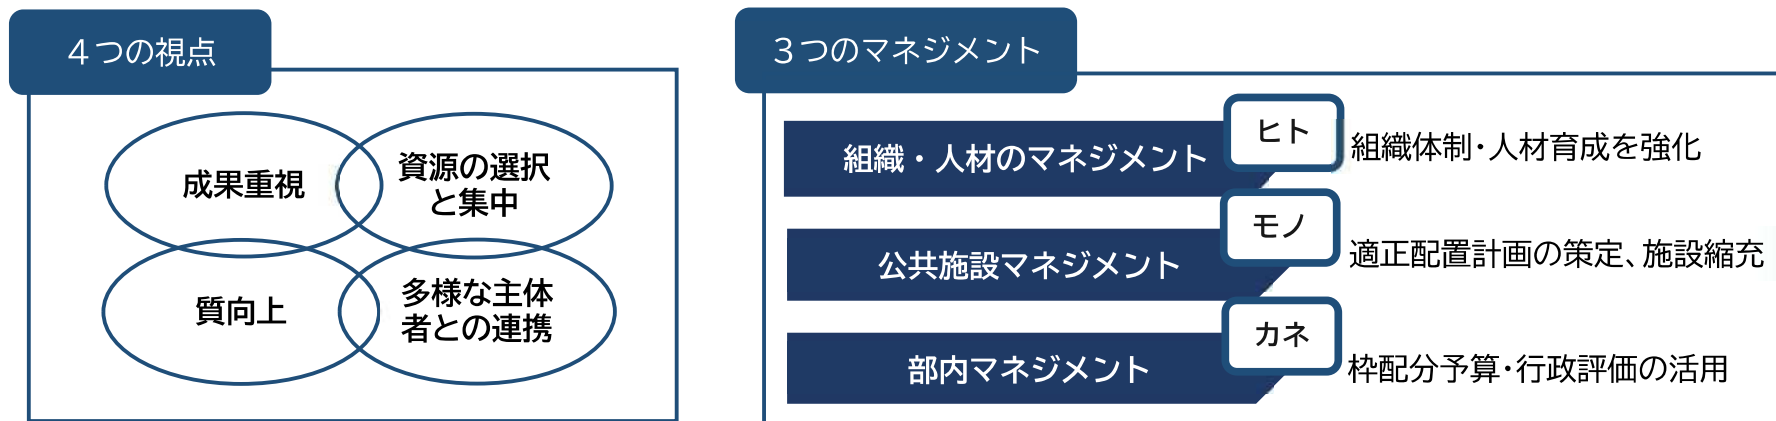 ４つの視点
成果重視
資源の選択
と集中
質向上
多様な主体
者との連携
３つのマネジメント
組織・人材のマネジメント
ヒト
組織体制・人材育成を強化
公共施設マネジメント
モノ
適正配置計画の策定、施設縮充
部内マネジメント
カネ
枠配分予算・行政評価の活用